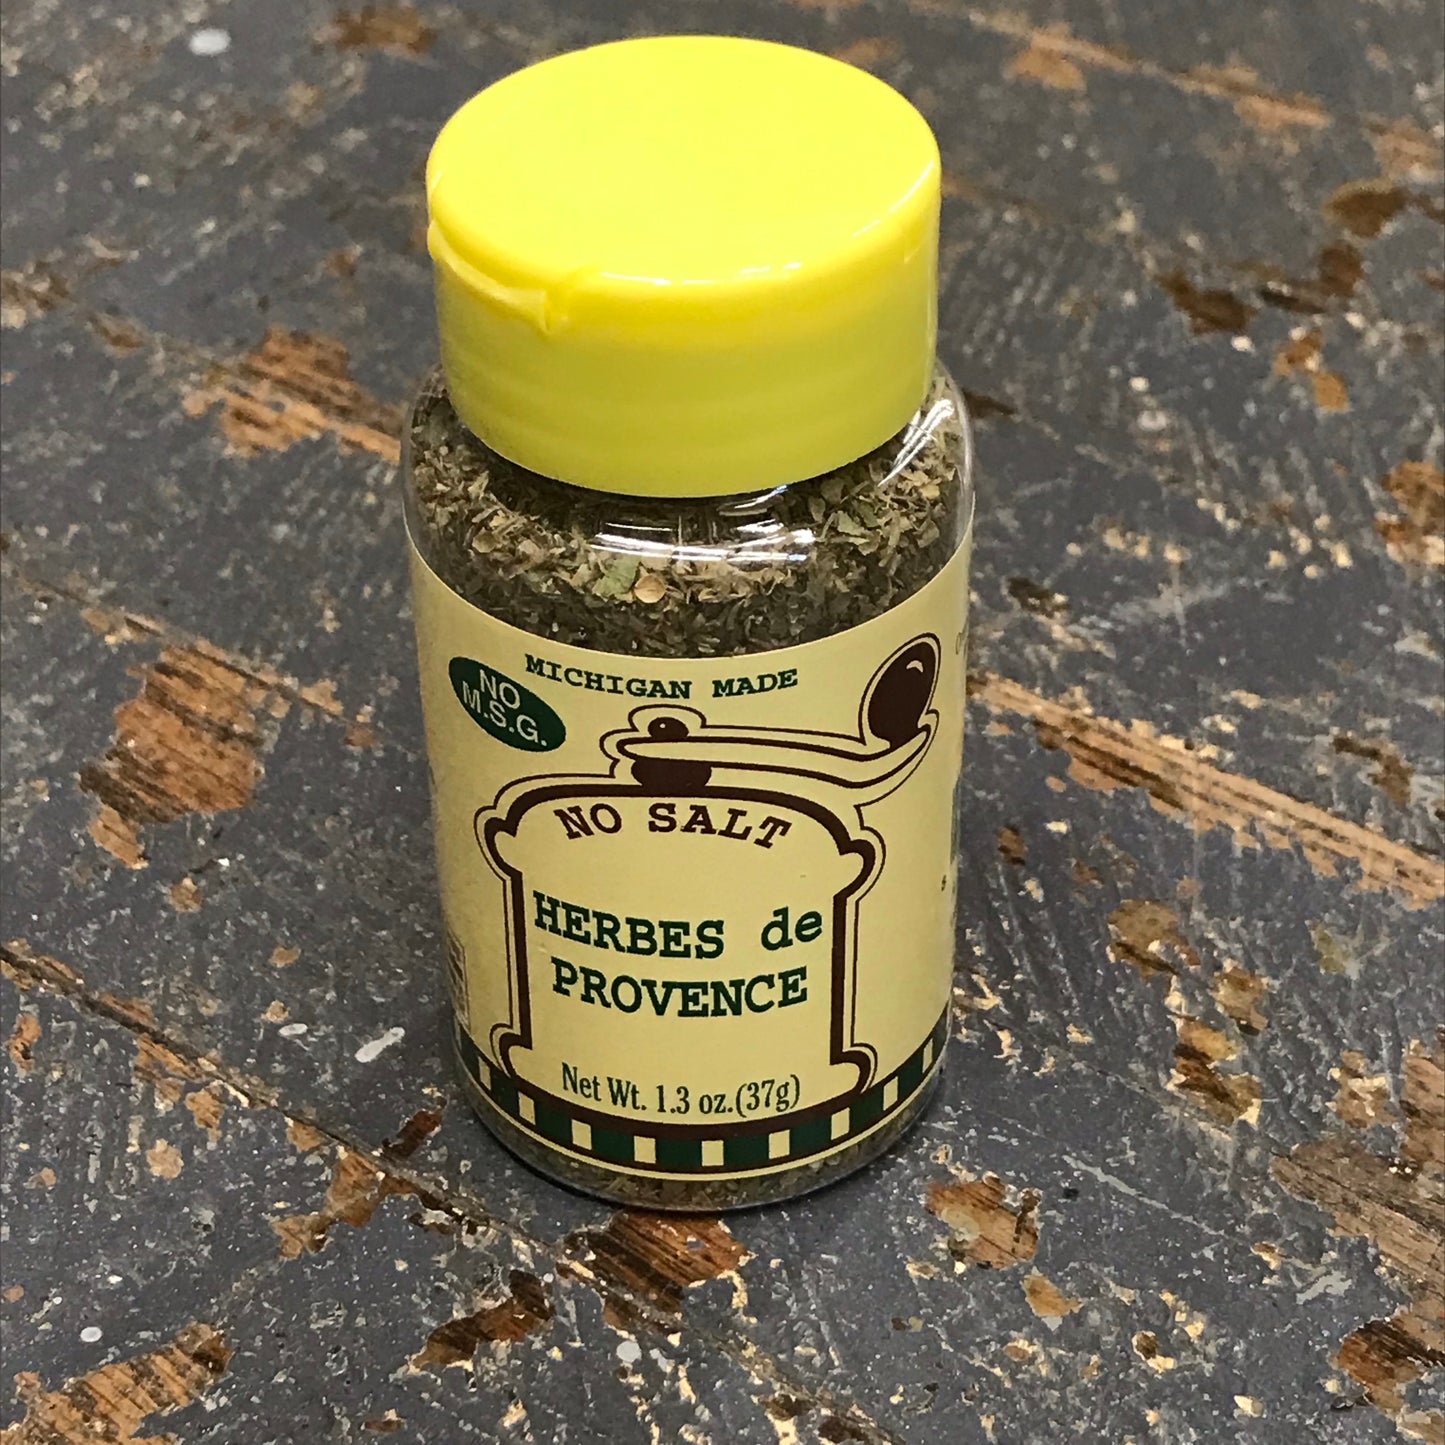 MICHIGAN MADE
NO
M.S.G.
NO SALT
HERBES de
PROVENCE
Net Wt. 1.3 oz.(37g)